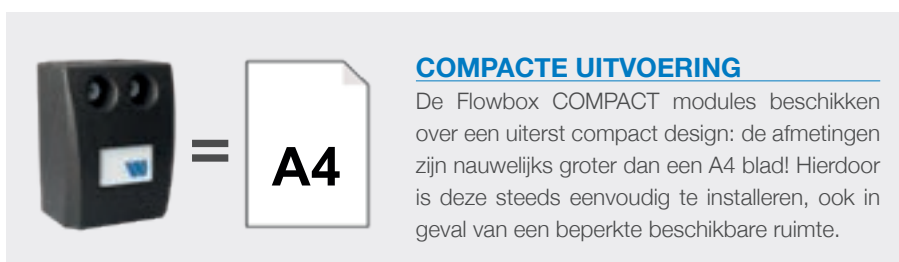 COMPACTE UITVOERING
De Flowbox COMPACT modules beschikken
over een uiterst compact design: de afmetingen
zijn nauwelijks groter dan een A4 blad! Hierdoor
is deze steeds eenvoudig te installeren, ook in
geval van een beperkte beschikbare ruimte.
=
A4